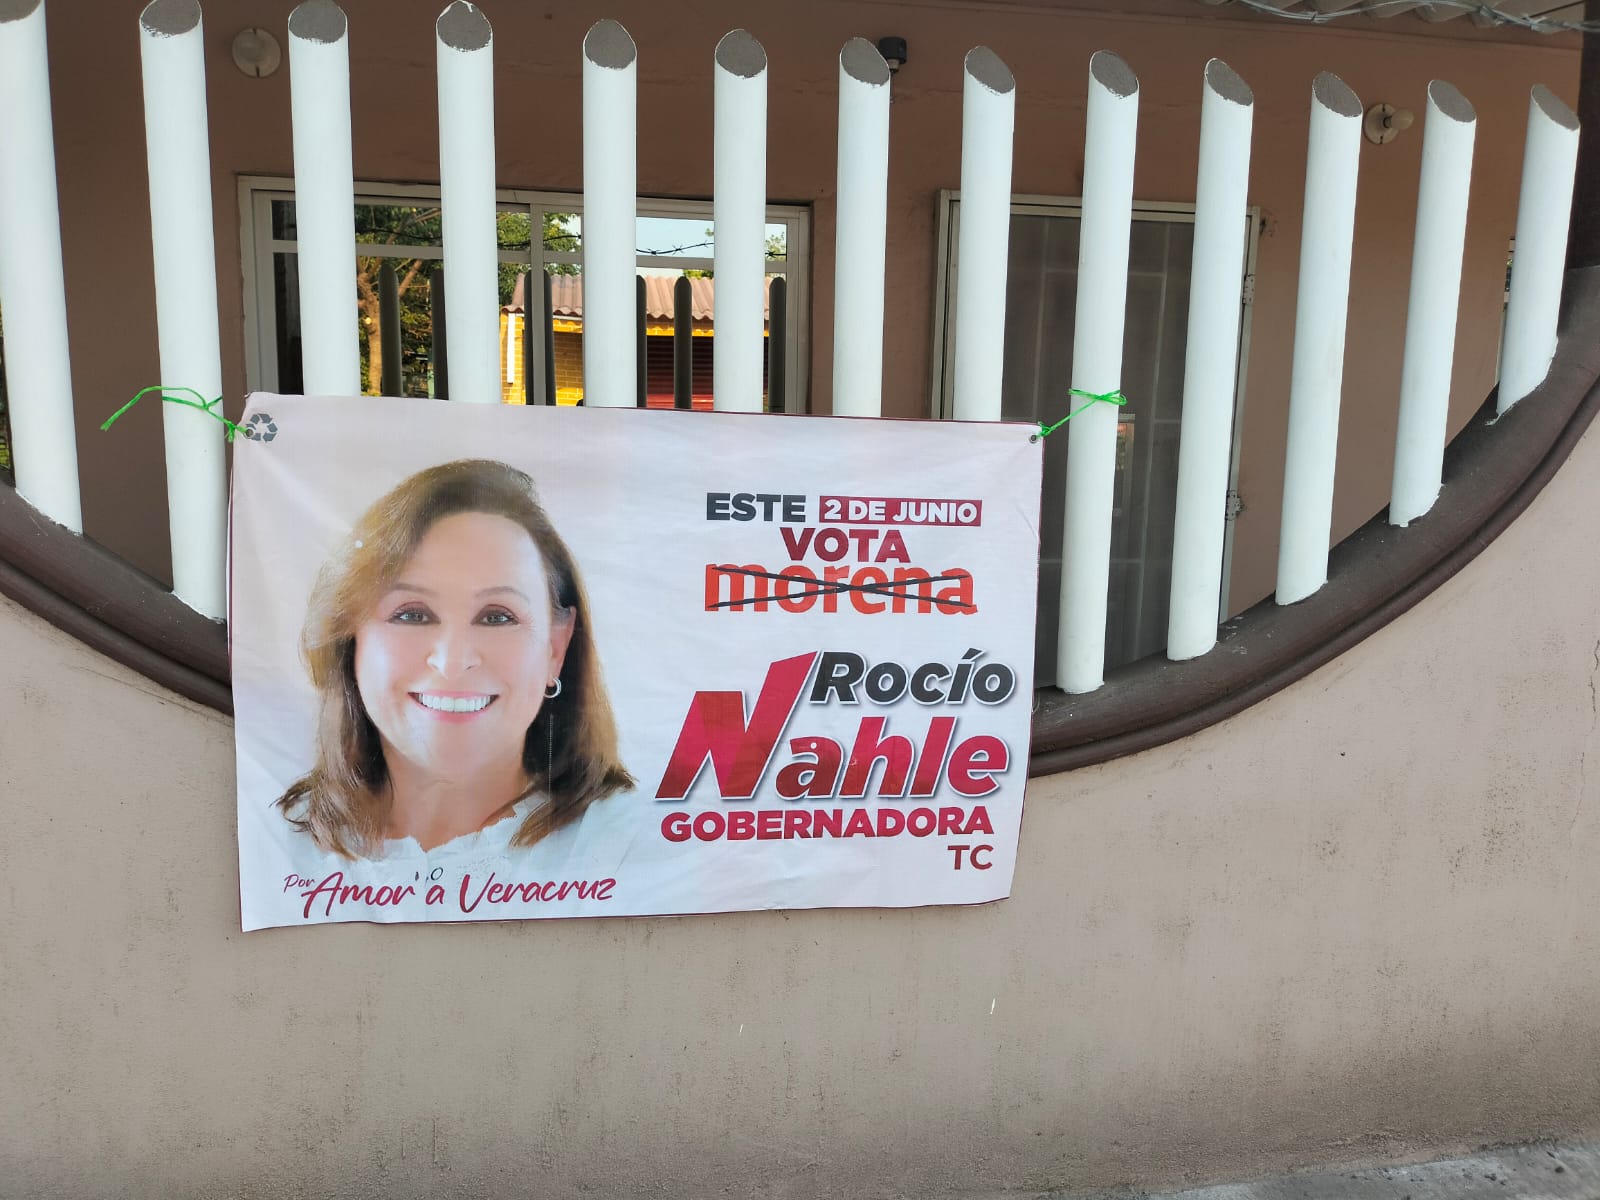 ESTE 2 DE JUNIO
VOTA
morena
Rocío
Nahle
GOBERNADORA
TC
Por Amor a Veracruz